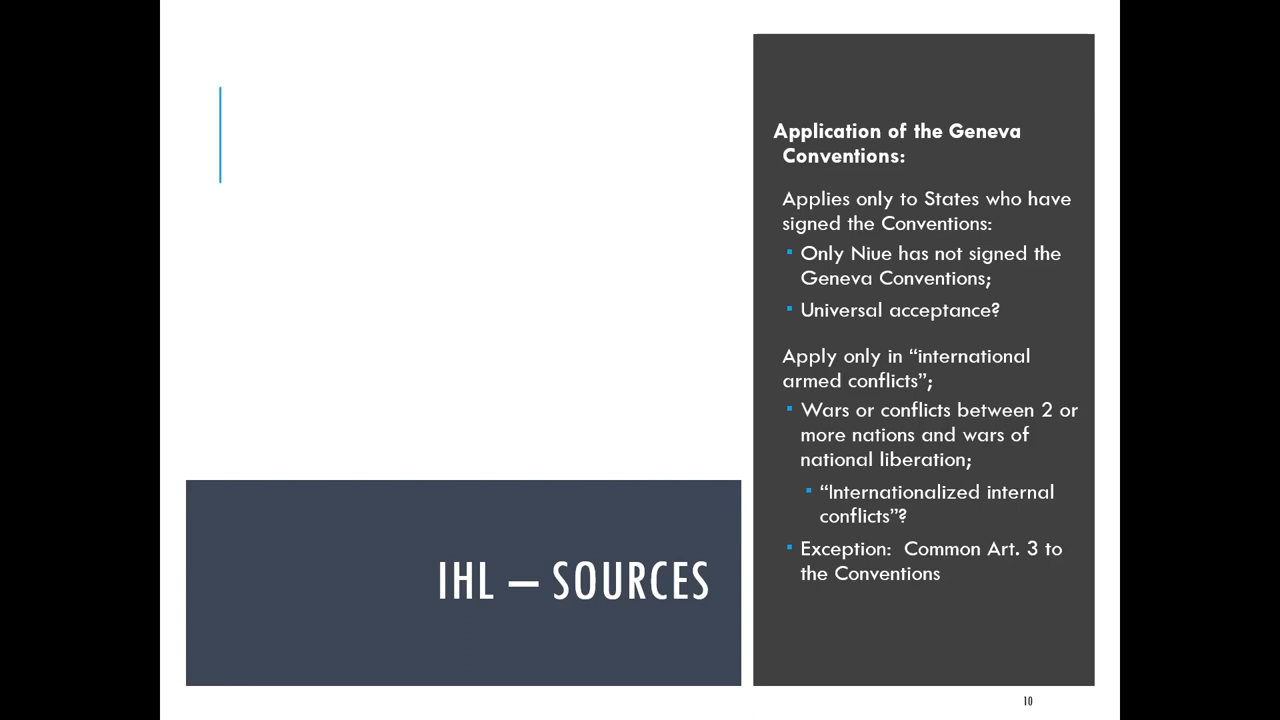 Application of the Geneva
Conventions:
Applies only to States who have
signed the Conventions:
▪ Only Niue has not signed the
Geneva Conventions;
▪ Universal acceptance?
Apply only in “international
armed conflicts”;
▪ Wars or conflicts between 2 or
more nations and wars of
national liberation;
▪ “Internationalized internal
conflicts”?
▪ Exception: Common Art. 3 to
the Conventions
IHL – SOURCES
10